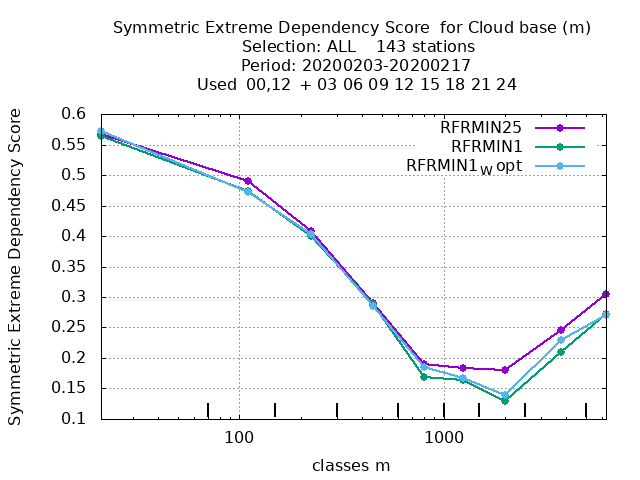 Symmetric Extreme Dependency Score  for Cloud base (m)
Selection: ALL    143 stations
Period: 20200203-20200217
Used  00,12  + 03 06 09 12 15 18 21 24
Symmetric Extreme Dependency Score
0.6
0.55
0.5
0.45
0.4
0.35
0.3
0.25
0.2
0.15
0.1
RFRMIN25
RFRMIN1
RFRMIN1W opt
100 1000
classes m